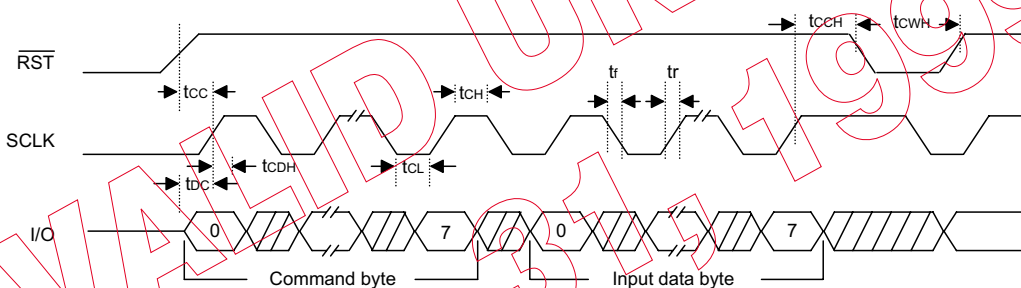 tCCH tCWH
RST
tCC tCH tf tr
SCLK
tDC tCDH tCL
I/O 0 7 0 7
Command byte Input data byte